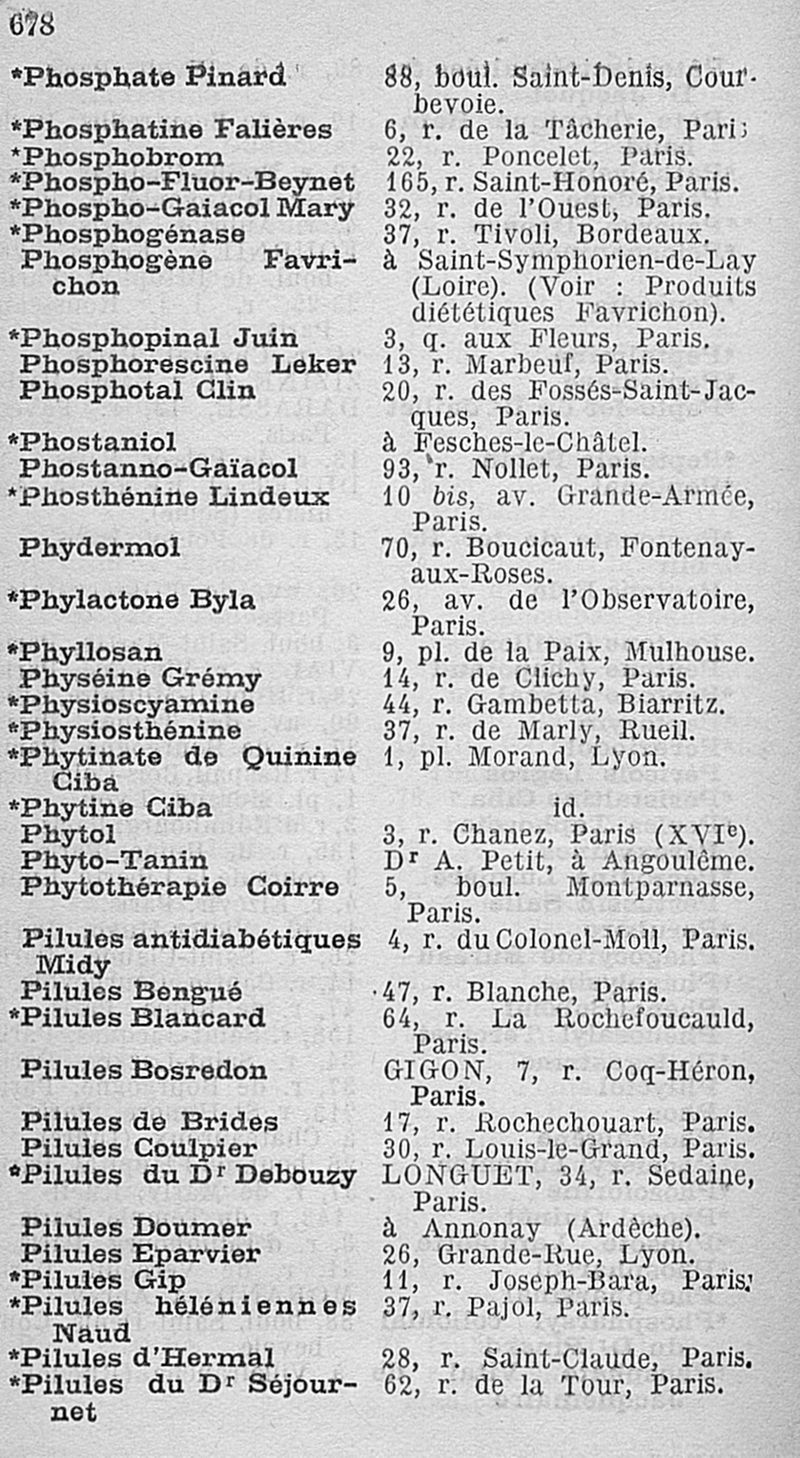 678
*Phosphate Pinard 88, boul. Saint-Denis, Cour-
bevoie.
*Phosphatine Falières 6, r. de la Tâcherie, Paris
*Phosphobrom 22, r. Poncelet, Paris.
*Phospho-Fluor-Beynet 165, r. Saint-Honoré, Paris.
*Phospho-Gaiacol Mary 32, r. de l'Ouest, Paris.
*Phosphogénase 37, r. Tivoli, Bordeaux.
Phosphogène Favri- à Saint-Symphorien-de-Lay
chon (Loire). (Voir : Produits
diététiques Favrichon).
*Phosphopinal Juin 3, q. aux Fleurs, Paris.
Phosphorescine Leker 13, r. Marbeuf, Paris.
Phosphotal Clin 20, r. des Fossés-Saint-Jac-
ques, Paris.
*Phostaniol à Fesches-le-Châtel.
Phostanno-Gaïacol 93, r. Nollet, Paris.
*Phosthénine Lindeux 10 bis, av. Grande-Armée,
Paris.
Phydermol 70, r. Boucicaut, Fontenay-
aux-Roses.
*Phylactone Byla 26, av. de l'Observatoire,
Paris.
*Phyllosan 9, pl. de la Paix, Mulhouse.
Physéine Grémy 14, r. de Clichy, Paris.
*Physioscyamine 44, r. Gambetta, Biarritz.
*Physiosthénine 37, r. de Marly, Rueil.
*Phytinate de Quinine 1, pl. Morand, Lyon.
Ciba
*Phytine Ciba id.
Phytol 3, r. Chanez, Paris (XVIe).
Phyto-Tanin Dr A. Petit, à Angoulême.
Phytothérapie Coirre 5, boul. Montparnasse,
Paris.
Pilules antidiabétiques 4, r. du Colonel-Moll, Paris.
Midy
Pilules Bengué 47, r. Blanche, Paris.
*Pilules Blancard 64, r. La Rochefoucauld,
Paris.
Pilules Bosredon GIGON, 7, r. Coq-Héron,
Paris.
Pilules de Brides 17, r. Rochechouart, Paris.
Pilules Coulpier 30, r. Louis-le-Grand, Paris.
*Pilules du Dr Debouzy LONGUET, 34, r. Sedaine,
Paris.
Pilules Doumer à Annonay (Ardèche).
Pilules Eparvier 26, Grande-Rue, Lyon.
*Pilules Gip 11, r. Joseph-Bara, Paris.
*Pilules héléniennes 37, r. Pajol, Paris.
Naud
*Pilules d'Hermal 28, r. Saint-Claude, Paris.
*Pilules du Dr Séjour- 62, r. de la Tour, Paris.
net